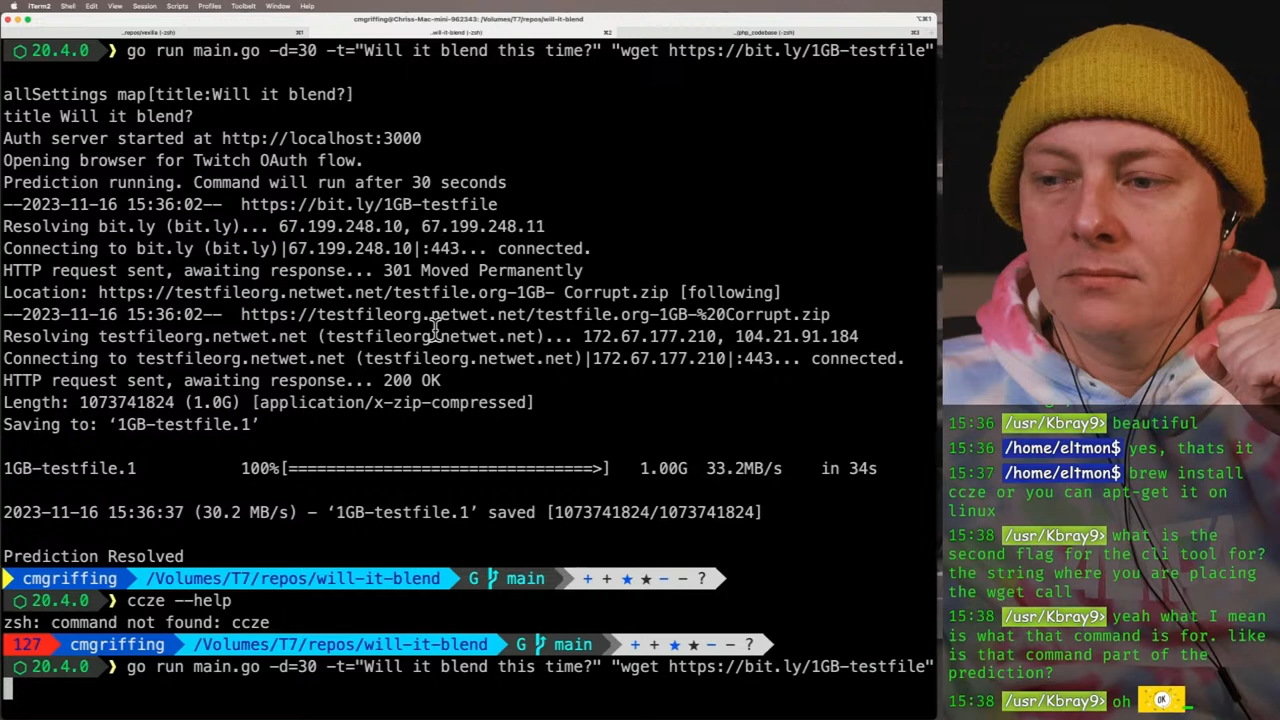 iTerm2 Shell Edit View Session Scripts Profiles Toolbelt Window Help
cmgriffing@Chriss-Mac-mini-962343: /Volumes/T7/repos/will-it-blend ⌥⌘1
..repos/vexilla (-zsh) ⌘1 ..will-it-blend (-zsh) ⌘2 ../php_codebase (-zsh) ⌘3
20.4.0 ❯ go run main.go -d=30 -t="Will it blend this time?" "wget https://bit.ly/1GB-testfile"
allSettings map[title:Will it blend?]
title Will it blend?
Auth server started at http://localhost:3000
Opening browser for Twitch OAuth flow.
Prediction running. Command will run after 30 seconds
--2023-11-16 15:36:02-- https://bit.ly/1GB-testfile
Resolving bit.ly (bit.ly)... 67.199.248.10, 67.199.248.11
Connecting to bit.ly (bit.ly)|67.199.248.10|:443... connected.
HTTP request sent, awaiting response... 301 Moved Permanently
Location: https://testfileorg.netwet.net/testfile.org-1GB- Corrupt.zip [following]
--2023-11-16 15:36:02-- https://testfileorg.netwet.net/testfile.org-1GB-%20Corrupt.zip
Resolving testfileorg.netwet.net (testfileorg.netwet.net)... 172.67.177.210, 104.21.91.184
Connecting to testfileorg.netwet.net (testfileorg.netwet.net)|172.67.177.210|:443... connected.
HTTP request sent, awaiting response... 200 OK
Length: 1073741824 (1.0G) [application/x-zip-compressed]
Saving to: ‘1GB-testfile.1’
1GB-testfile.1 100%[================================>] 1.00G 33.2MB/s in 34s
2023-11-16 15:36:37 (30.2 MB/s) - ‘1GB-testfile.1’ saved [1073741824/1073741824]
Prediction Resolved
cmgriffing /Volumes/T7/repos/will-it-blend G main + + ★ ★ − − ?
20.4.0 ❯ ccze --help
zsh: command not found: ccze
127 cmgriffing /Volumes/T7/repos/will-it-blend G main + + ★ ★ − − ?
20.4.0 ❯ go run main.go -d=30 -t="Will it blend this time?" "wget https://bit.ly/1GB-testfile"
15:36 /usr/Kbray9> beautiful
15:36 /home/eltmon$ yes, thats it
15:37 /home/eltmon$ brew install
ccze or you can apt-get it on
linux
15:38 /usr/Kbray9> what is the
second flag for the cli tool for?
the string where you are placing
the wget call
15:38 /usr/Kbray9> yeah what I mean
is what that command is for. like
is that command part of the
prediction?
15:38 /usr/Kbray9> oh OK